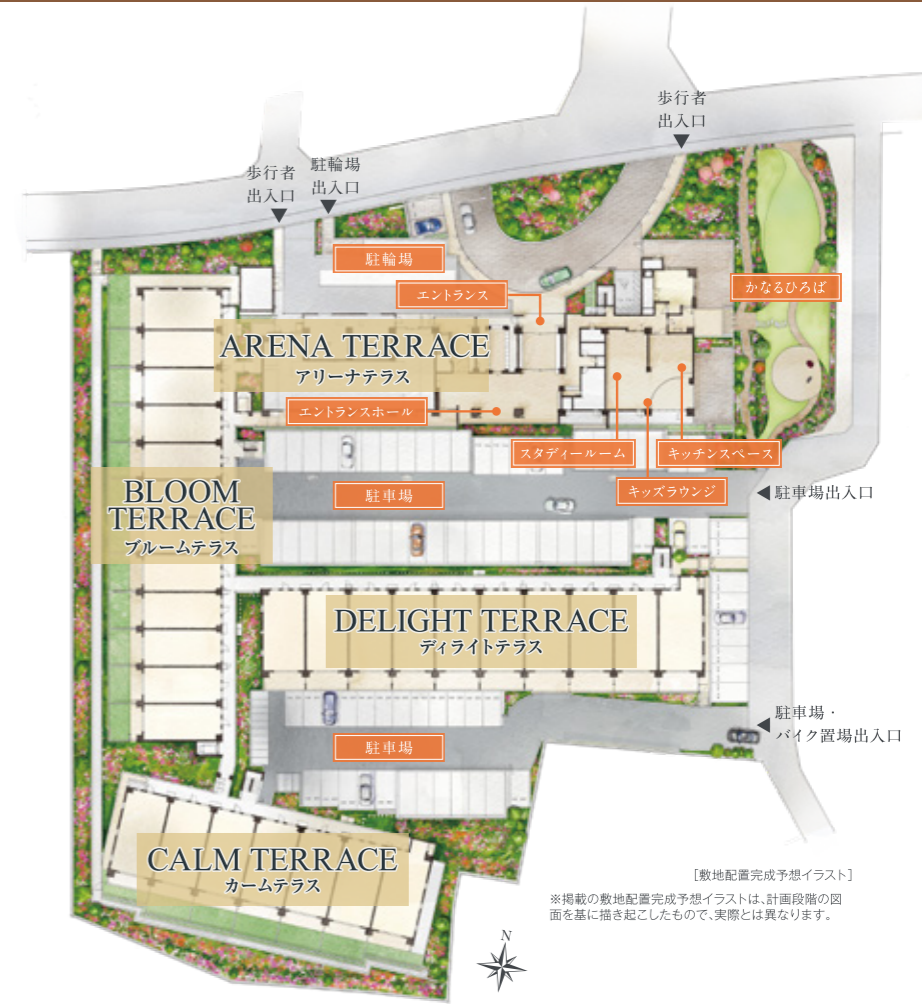 歩行者
出入口
歩行者
出入口
駐輪場
出入口
駐輪場
エントランス
かなるひろば
ARENA TERRACE
アリーナテラス
エントランスホール
スタディールーム
キッチンスペース
キッズラウンジ
駐車場
駐車場出入口
BLOOM
TERRACE
ブルームテラス
DELIGHT TERRACE
ディライトテラス
駐車場・
バイク置場出入口
駐車場
CALM TERRACE
カームテラス
[敷地配置完成予想イラスト]
※掲載の敷地配置完成予想イラストは、計画段階の図
面を基に描き起こしたもので、実際とは異なります。
N